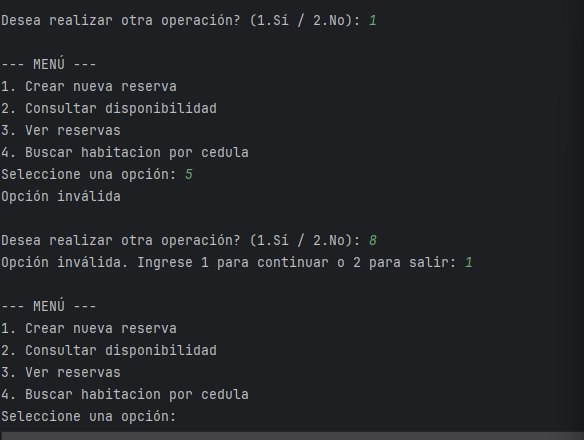 Desea realizar otra operación? (1.Sí / 2.No): 1
--- MENÚ ---
1. Crear nueva reserva
2. Consultar disponibilidad
3. Ver reservas
4. Buscar habitacion por cedula
Seleccione una opción: 5
Opción inválida
Desea realizar otra operación? (1.Sí / 2.No): 8
Opción inválida. Ingrese 1 para continuar o 2 para salir: 1
--- MENÚ ---
1. Crear nueva reserva
2. Consultar disponibilidad
3. Ver reservas
4. Buscar habitacion por cedula
Seleccione una opción: